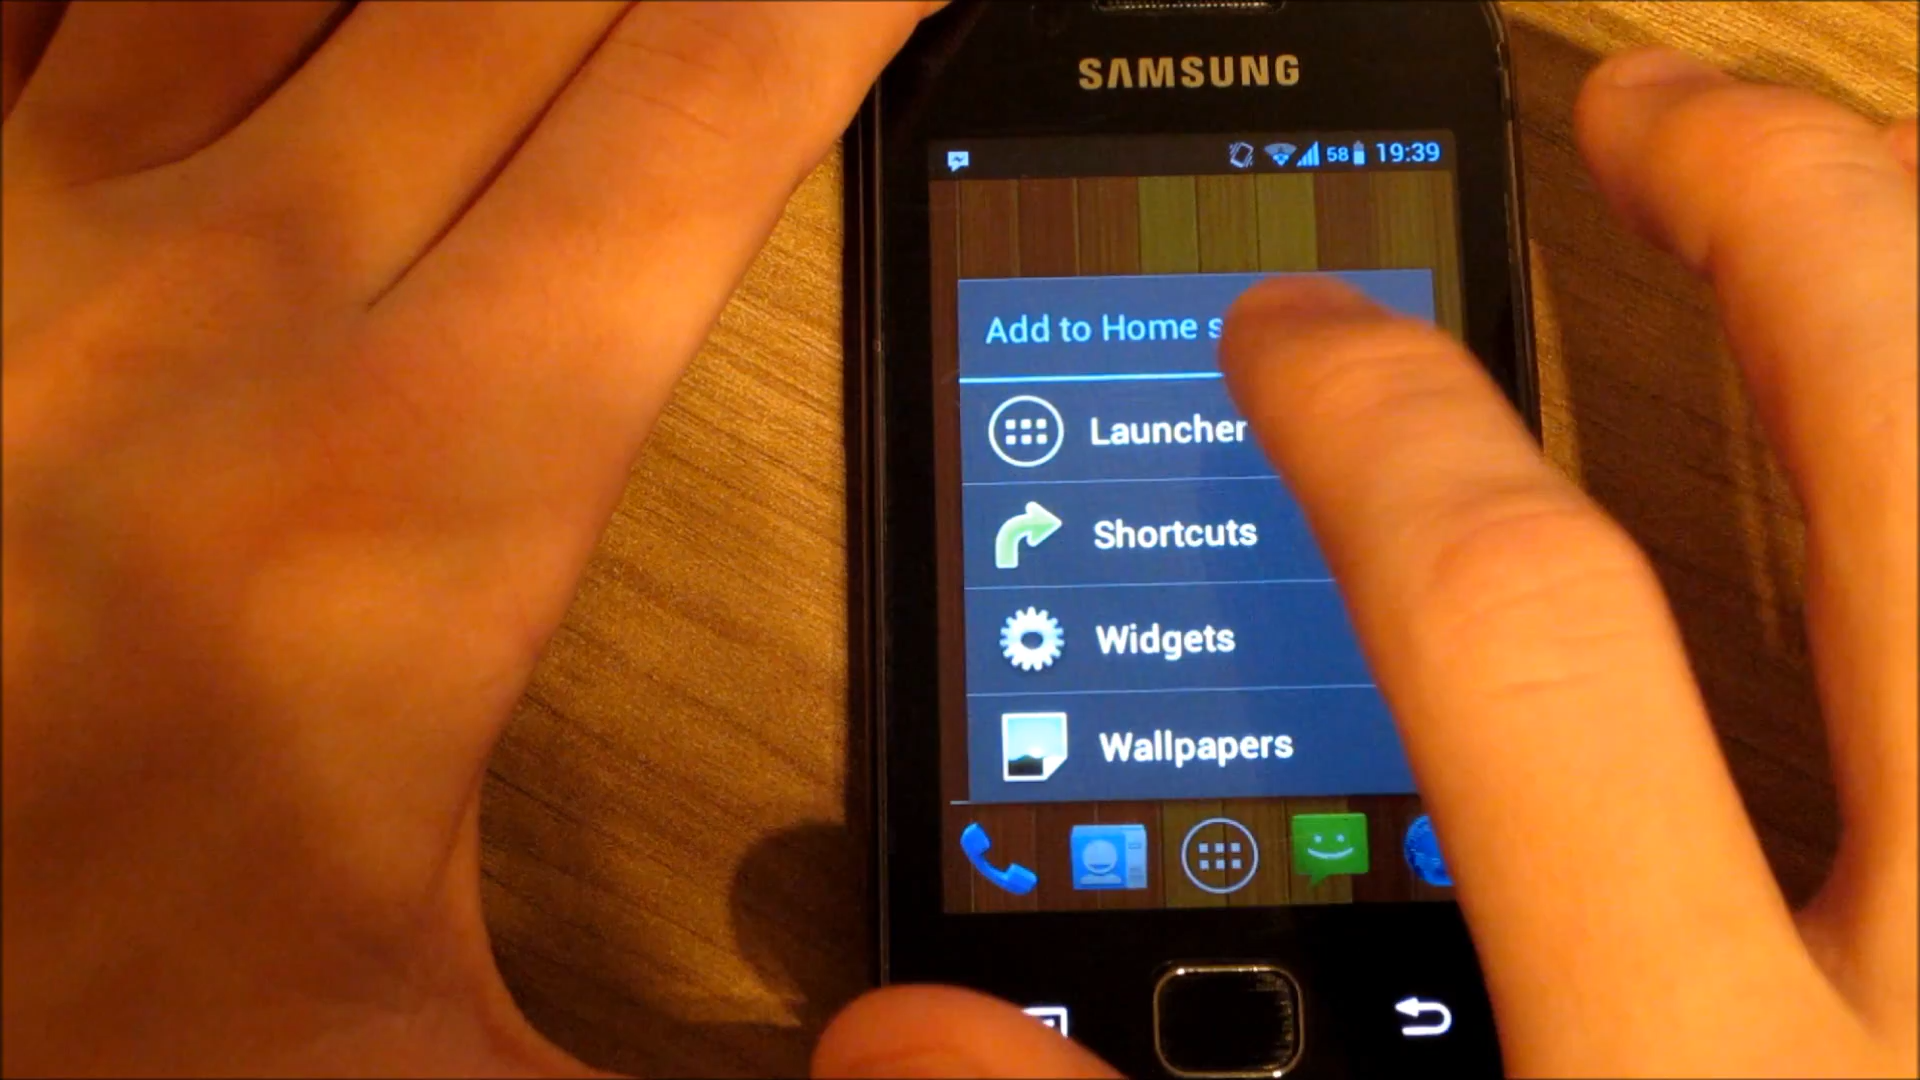 SAMSUNG
58 19:39
Add to Home
Launcher
Shortcuts
Widgets
Wallpapers